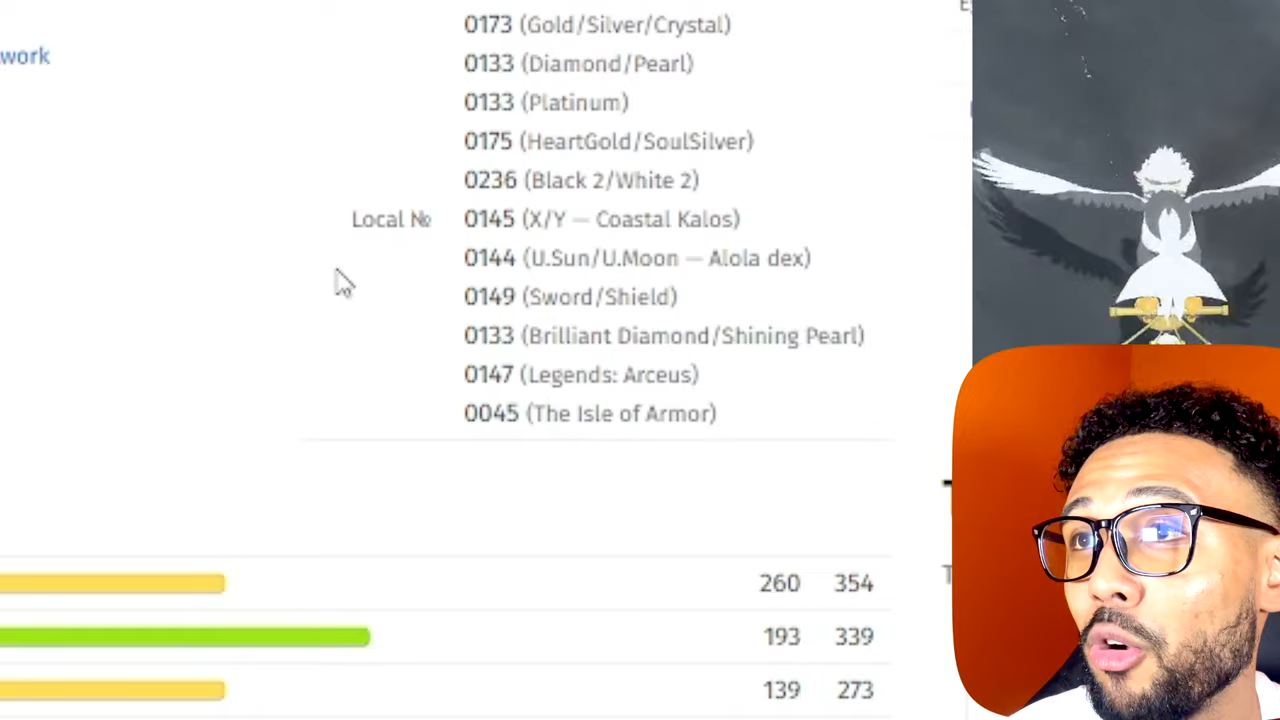 work
0173 (Gold/Silver/Crystal)
0133 (Diamond/Pearl)
0133 (Platinum)
0175 (HeartGold/SoulSilver)
0236 (Black 2/White 2)
Local № 0145 (X/Y — Coastal Kalos)
0144 (U.Sun/U.Moon — Alola dex)
0149 (Sword/Shield)
0133 (Brilliant Diamond/Shining Pearl)
0147 (Legends: Arceus)
0045 (The Isle of Armor)
260 354
193 339
139 273